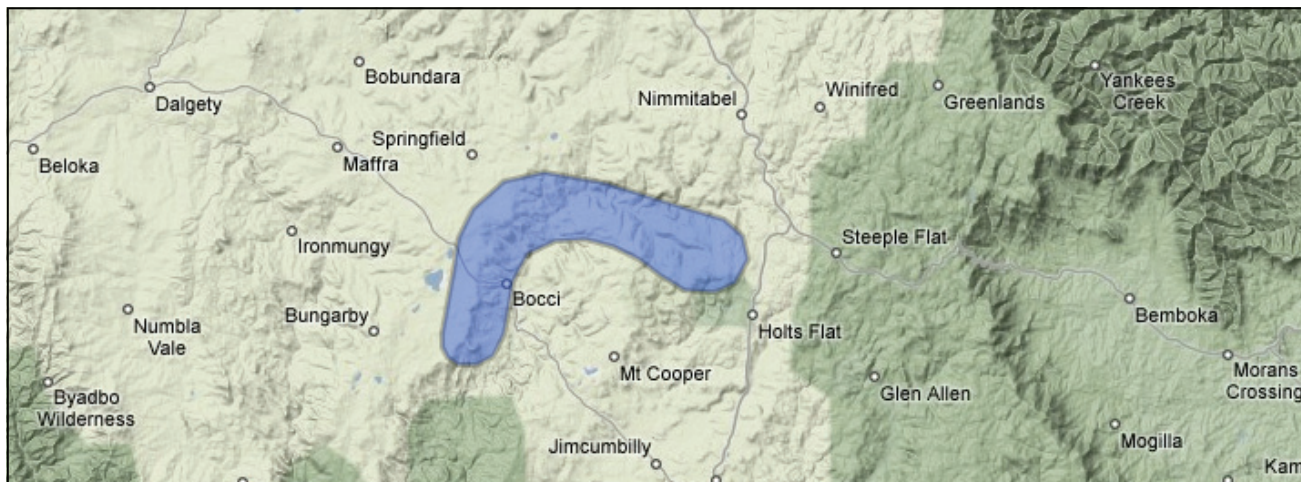 Bobundara
Yankees
Creek
Dalgety
Winifred
Greenlands
Nimmitabel
Springfield
Beloka
Maffra
Ironmungy
Steeple Flat
Bocci
Bemboka
Numbla
Vale
Bungarby
Holts Flat
Mt Cooper
Morans
Crossing
Byadbo
Wilderness
Glen Allen
Jimcumbilly
Mogilla
Kam